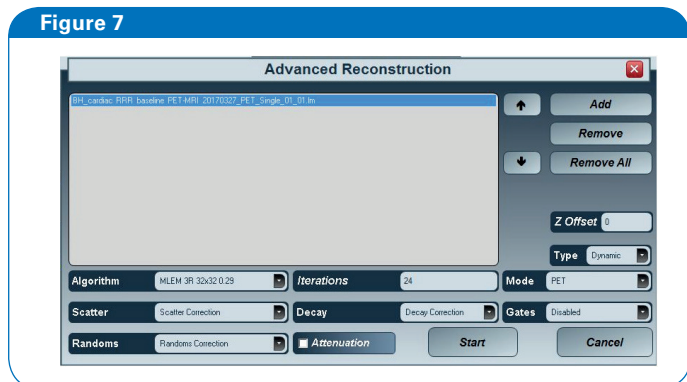 Figure 7
Advanced Reconstruction
BH_cardiac RRR baseline PET-MRI 20170327_PET_Single_01_01.lm
Add
Remove
Remove All
Z Offset 0
Type Dynamic
Algorithm MLEM 3R 32x32 0.29 Iterations 24 Mode PET
Scatter Scatter Correction Decay Decay Correction Gates Disabled
Randoms Randoms Correction Attenuation Start Cancel